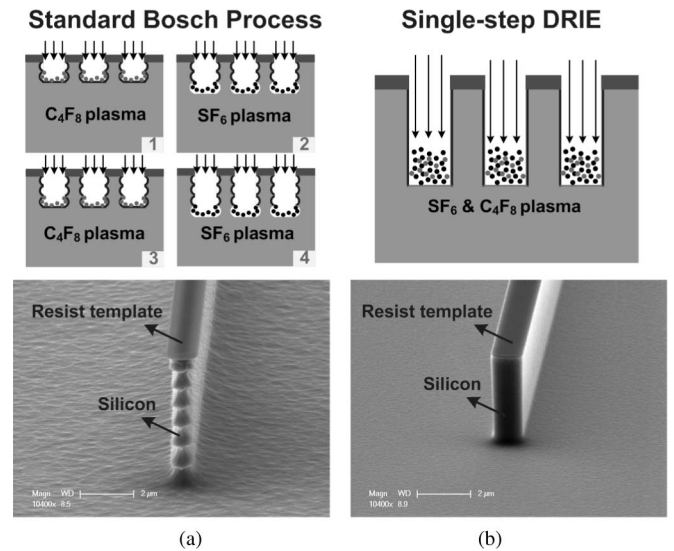 Standard Bosch Process
Single-step DRIE
C₄F₈ plasma
1
SF₆ plasma
2
C₄F₈ plasma
3
SF₆ plasma
4
SF₆ & C₄F₈ plasma
Resist template
Silicon
Magn WD
10400x 8.5
2 μm
Resist template
Silicon
Magn WD
10400x 8.9
2 μm
(a)
(b)